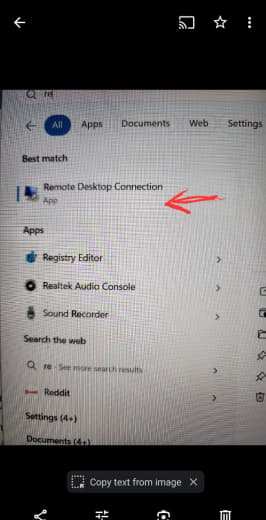 re
All Apps Documents Web Settings
Best match
Remote Desktop Connection
App
Apps
Registry Editor
Realtek Audio Console
Sound Recorder
Search the web
re - See more search results
Reddit
Settings (4+)
Documents (4+)
Copy text from image